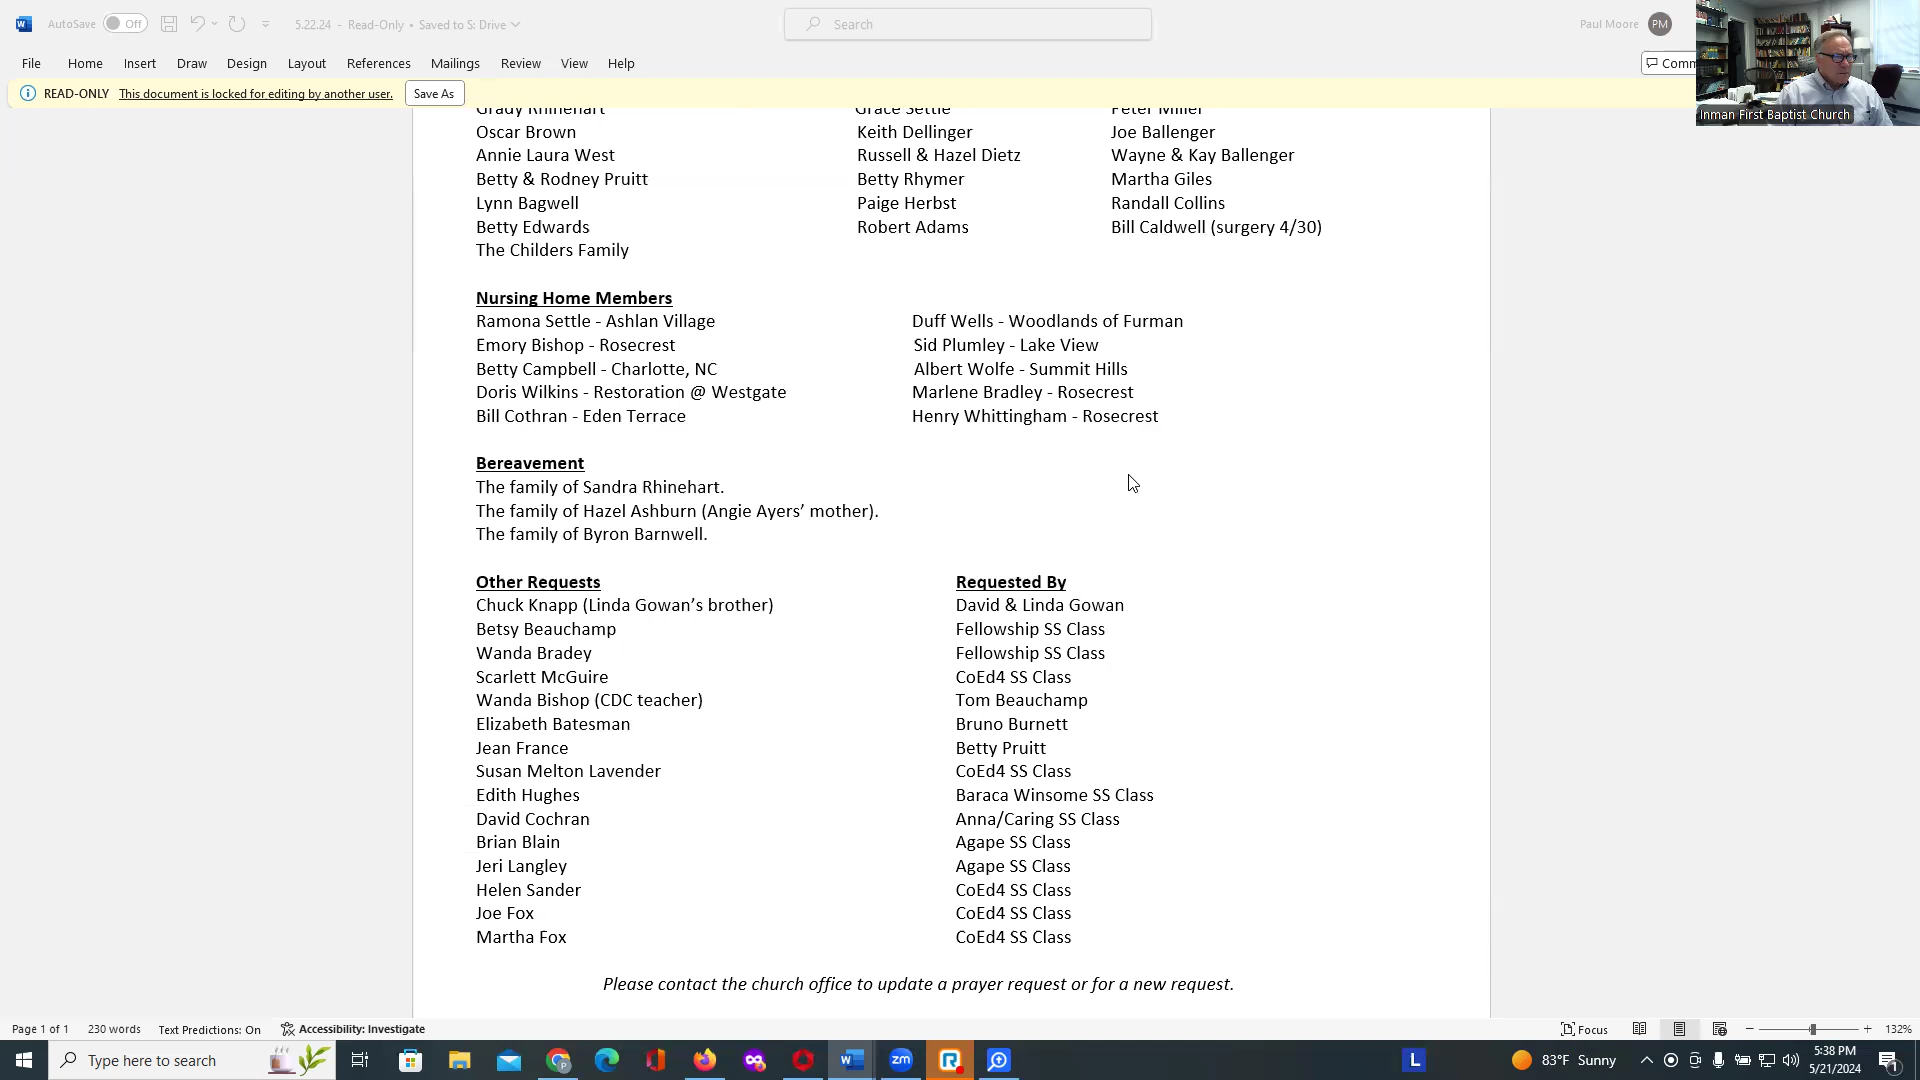 AutoSave Off 5.22.24 - Read-Only • Saved to S: Drive Search Paul Moore PM
File Home Insert Draw Design Layout References Mailings Review View Help Comm
READ-ONLY This document is locked for editing by another user. Save As
Inman First Baptist Church
Grady Rhinehart Grace Settle Peter Miller
Oscar Brown Keith Dellinger Joe Ballenger
Annie Laura West Russell & Hazel Dietz Wayne & Kay Ballenger
Betty & Rodney Pruitt Betty Rhymer Martha Giles
Lynn Bagwell Paige Herbst Randall Collins
Betty Edwards Robert Adams Bill Caldwell (surgery 4/30)
The Childers Family
Nursing Home Members
Ramona Settle - Ashlan Village Duff Wells - Woodlands of Furman
Emory Bishop - Rosecrest Sid Plumley - Lake View
Betty Campbell - Charlotte, NC Albert Wolfe - Summit Hills
Doris Wilkins - Restoration @ Westgate Marlene Bradley - Rosecrest
Bill Cothran - Eden Terrace Henry Whittingham - Rosecrest
Bereavement
The family of Sandra Rhinehart.
The family of Hazel Ashburn (Angie Ayers’ mother).
The family of Byron Barnwell.
Other Requests Requested By
Chuck Knapp (Linda Gowan’s brother) David & Linda Gowan
Betsy Beauchamp Fellowship SS Class
Wanda Bradey Fellowship SS Class
Scarlett McGuire CoEd4 SS Class
Wanda Bishop (CDC teacher) Tom Beauchamp
Elizabeth Batesman Bruno Burnett
Jean France Betty Pruitt
Susan Melton Lavender CoEd4 SS Class
Edith Hughes Baraca Winsome SS Class
David Cochran Anna/Caring SS Class
Brian Blain Agape SS Class
Jeri Langley Agape SS Class
Helen Sander CoEd4 SS Class
Joe Fox CoEd4 SS Class
Martha Fox CoEd4 SS Class
Please contact the church office to update a prayer request or for a new request.
Page 1 of 1 230 words Text Predictions: On Accessibility: Investigate Focus 132%
Type here to search zm L 83°F Sunny 5:38 PM
5/21/2024